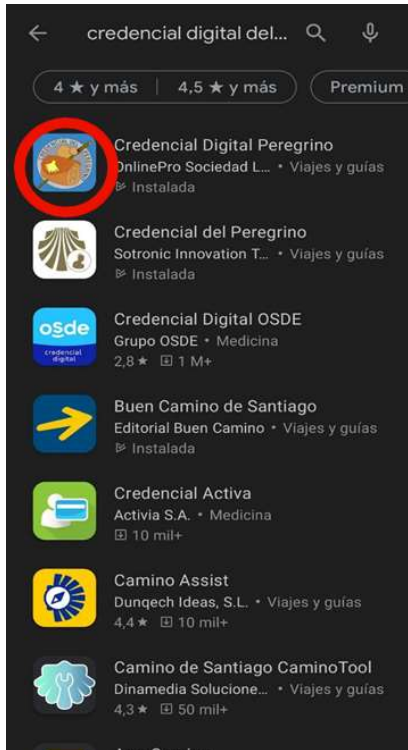 credencial digital del...
4 ★ y más | 4,5 ★ y más
Premium
Credencial Digital Peregrino
OnlinePro Sociedad L... • Viajes y guías
Instalada
Credencial del Peregrino
Sotronic Innovation T... • Viajes y guías
Instalada
osde
credencial
digital
Credencial Digital OSDE
Grupo OSDE • Medicina
2,8 ★ 1 M+
Buen Camino de Santiago
Editorial Buen Camino • Viajes y guías
Instalada
Credencial Activa
Activia S.A. • Medicina
10 mil+
Camino Assist
Dunqech Ideas, S.L. • Viajes y guías
4,4 ★ 10 mil+
Camino de Santiago CaminoTool
Dinamedia Solucione... • Viajes y guías
4,3 ★ 50 mil+